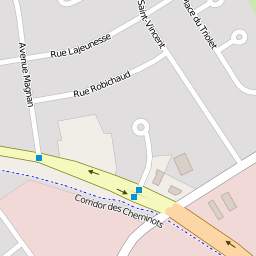 Place du Triolet
Saint-Vincent
Rue Lajeunesse
Avenue Magnan
Rue Robichaud
Corridor des Cheminots